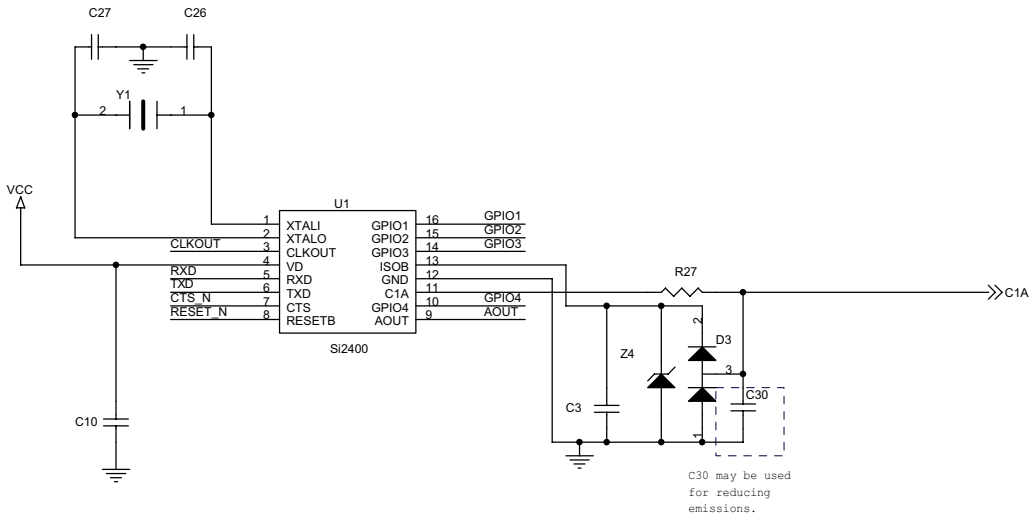 C27
C26
Y1
2
1
VCC
U1
1
XTALI
GPIO1
16
GPIO1
2
XTALO
GPIO2
15
GPIO2
CLKOUT
3
CLKOUT
GPIO3
14
GPIO3
4
VD
ISOB
13
RXD
5
RXD
GND
12
TXD
6
TXD
C1A
11
CTS_N
7
CTS
GPIO4
10
GPIO4
RESET_N
8
RESETB
AOUT
9
AOUT
Si2400
R27
C1A
2
D3
Z4
3
C30
C3
1
C10
C30 may be used
for reducing
emissions.